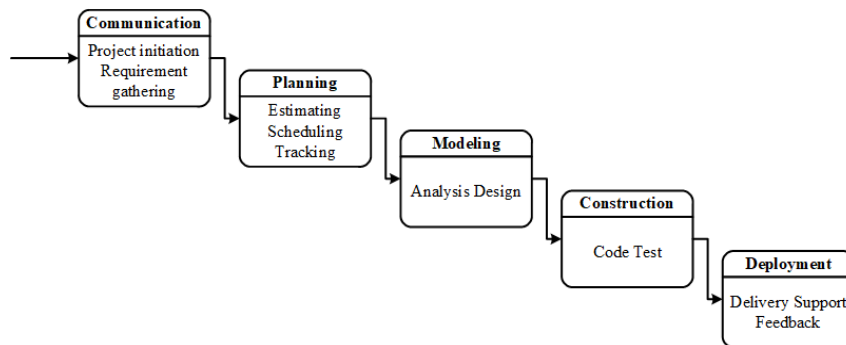 Communication
Project initiation
Requirement
gathering
Planning
Estimating
Scheduling
Tracking
Modeling
Analysis Design
Construction
Code Test
Deployment
Delivery Support
Feedback